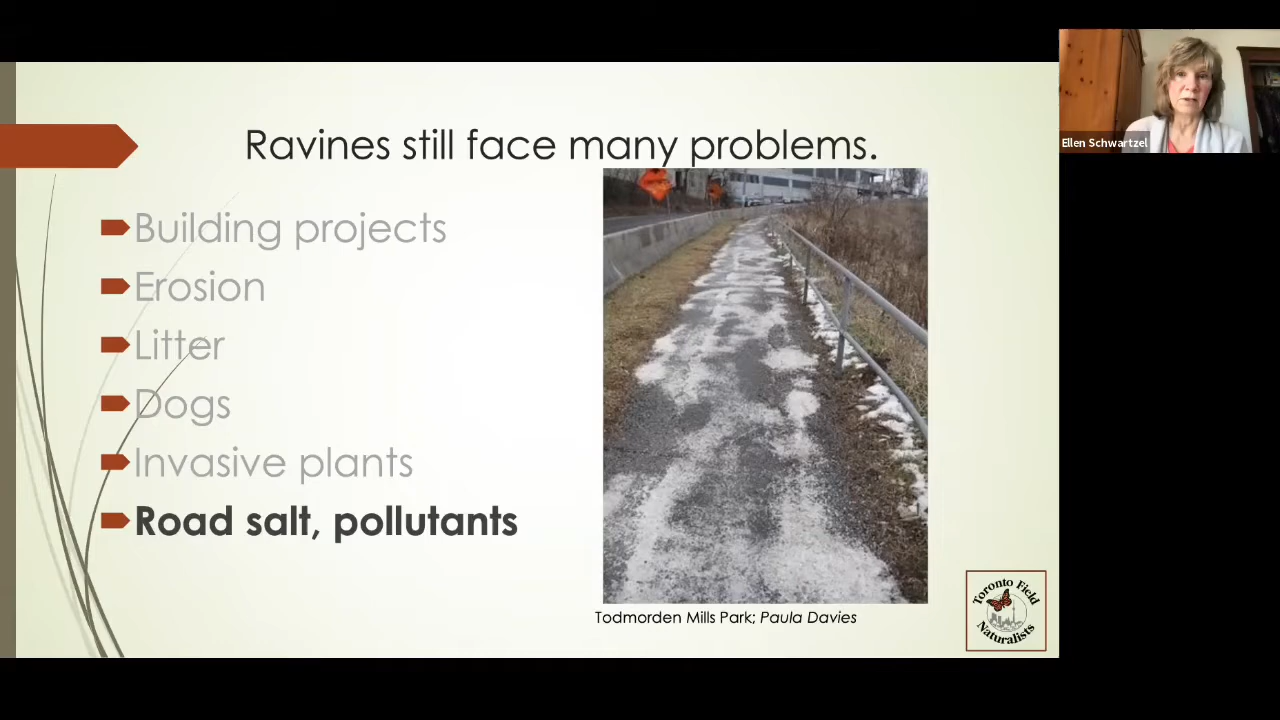 Ravines still face many problems.
Ellen Schwartzel
Building projects
Erosion
Litter
Dogs
Invasive plants
Road salt, pollutants
Todmorden Mills Park; Paula Davies
Toronto Field
Naturalists